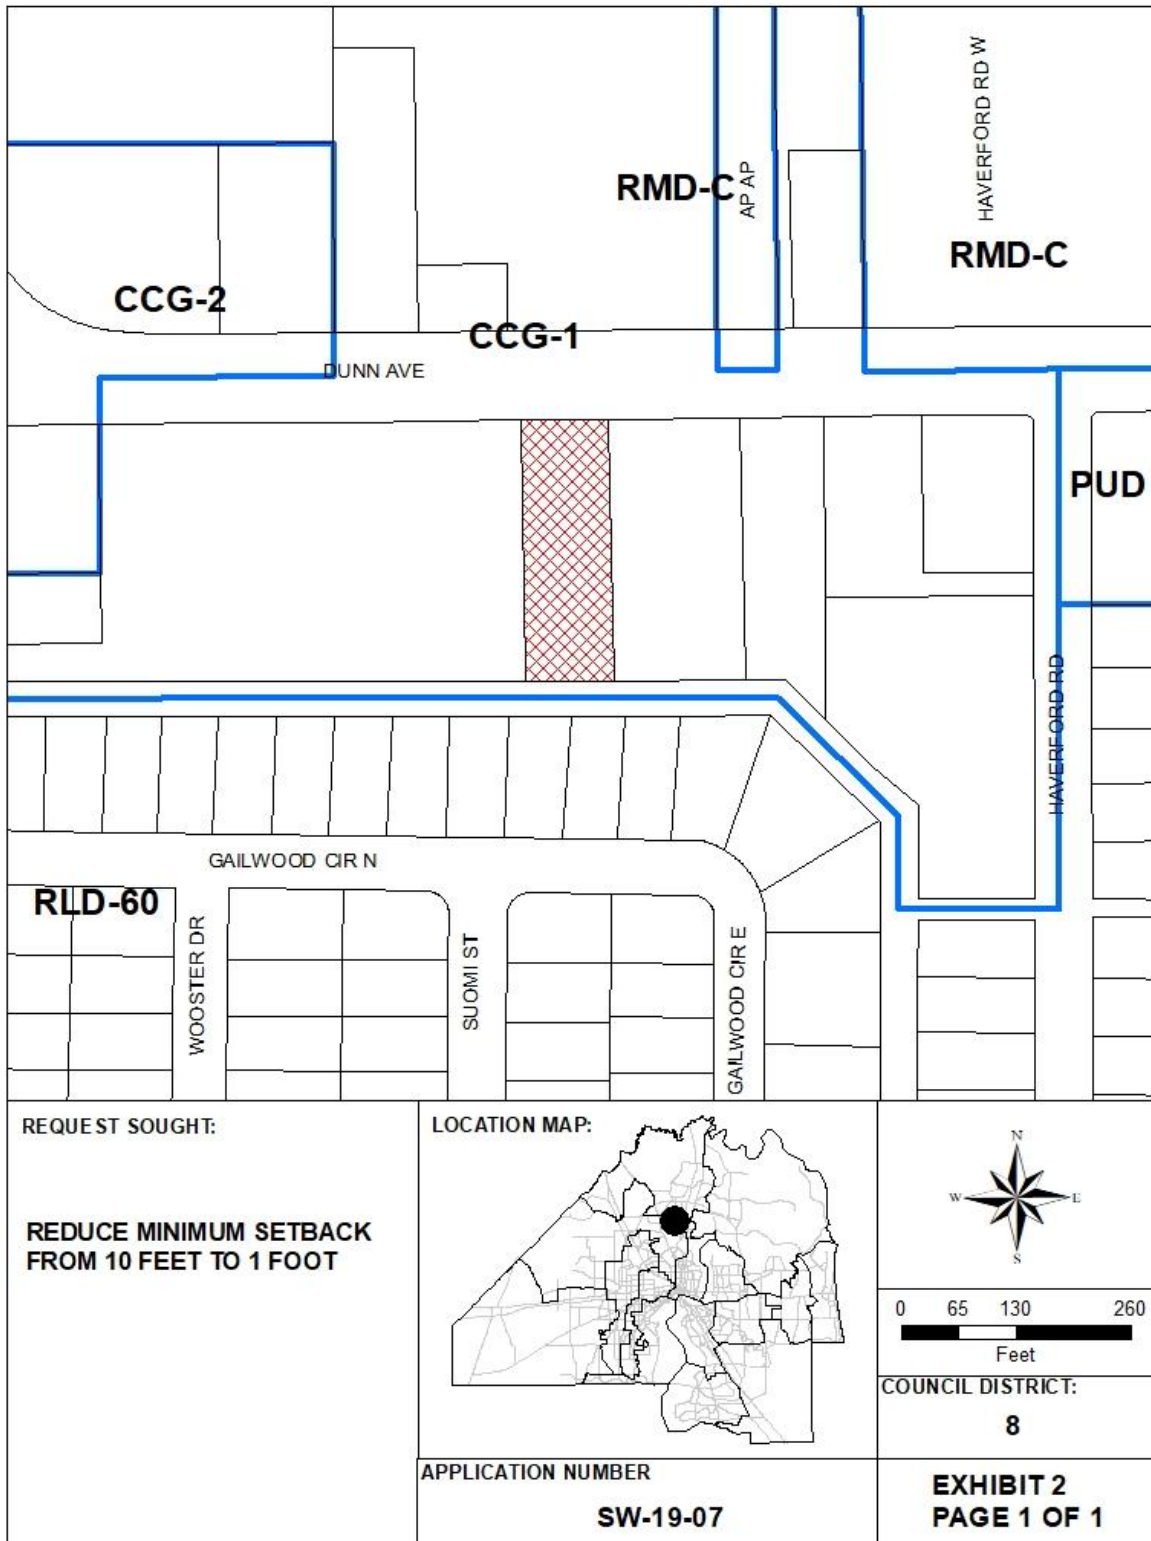 HAVERFORD RD W
RMD-C
AP AP
RMD-C
CCG-2
CCG-1
DUNN AVE
PUD
HAVERFORD RD
GAILWOOD CIR N
RLD-60
WOOSTER DR
SUOMI ST
GAILWOOD CIR E
REQUEST SOUGHT:
REDUCE MINIMUM SETBACK
FROM 10 FEET TO 1 FOOT
LOCATION MAP:
N
W E
S
0 65 130 260
Feet
COUNCIL DISTRICT:
8
APPLICATION NUMBER
SW-19-07
EXHIBIT 2
PAGE 1 OF 1